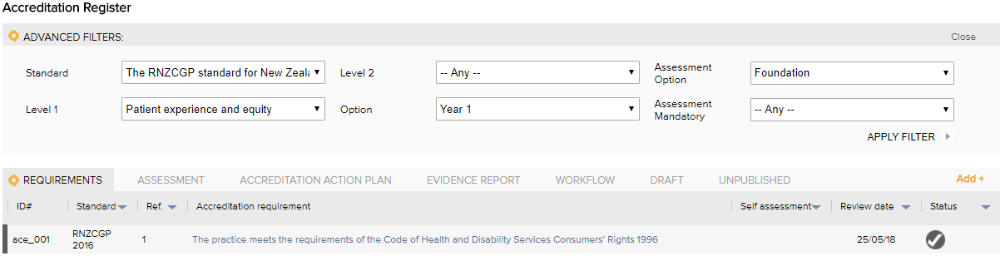 Accreditation Register
ADVANCED FILTERS:
Close
Standard
The RNZCGP standard for New Zeal
Level 2
-- Any --
Assessment
Option
Foundation
Level 1
Patient experience and equity
Option
Year 1
Assessment
Mandatory
-- Any --
APPLY FILTER
REQUIREMENTS
ASSESSMENT
ACCREDITATION ACTION PLAN
EVIDENCE REPORT
WORKFLOW
DRAFT
UNPUBLISHED
Add +
ID#
Standard
Ref.
Accreditation requirement
Self assessment
Review date
Status
ace_001
RNZCGP
2016
1
The practice meets the requirements of the Code of Health and Disability Services Consumers' Rights 1996
25/05/18